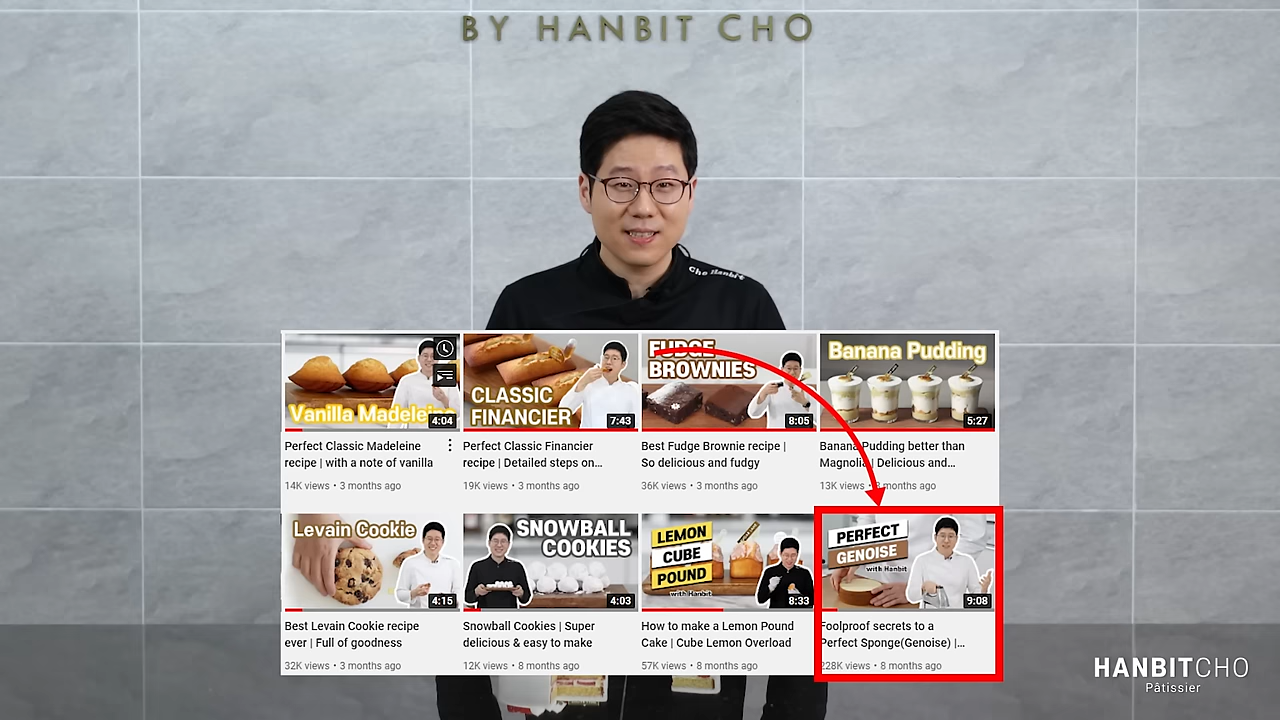 BY HANBIT CHO
Cho Hanbit
Vanilla Madeleine
4:04
CLASSIC
FINANCIER
7:43
FUDGE
BROWNIES
8:05
Banana Pudding
5:27
Perfect Classic Madeleine
recipe | with a note of vanilla
14K views • 3 months ago
Perfect Classic Financier
recipe | Detailed steps on…
19K views • 3 months ago
Best Fudge Brownie recipe |
So delicious and fudgy
36K views • 3 months ago
Banana Pudding better than
Magnolia | Delicious and…
13K views • 3 months ago
Levain Cookie
4:15
SNOWBALL
COOKIES
4:03
LEMON
CUBE
POUND
with Hanbit
8:33
PERFECT
GENOISE
with Hanbit
9:08
Best Levain Cookie recipe
ever | Full of goodness
32K views • 3 months ago
Snowball Cookies | Super
delicious & easy to make
12K views • 8 months ago
How to make a Lemon Pound
Cake | Cube Lemon Overload
57K views • 8 months ago
Foolproof secrets to a
Perfect Sponge(Genoise) |…
228K views • 8 months ago
HANBITCHO
Pâtissier